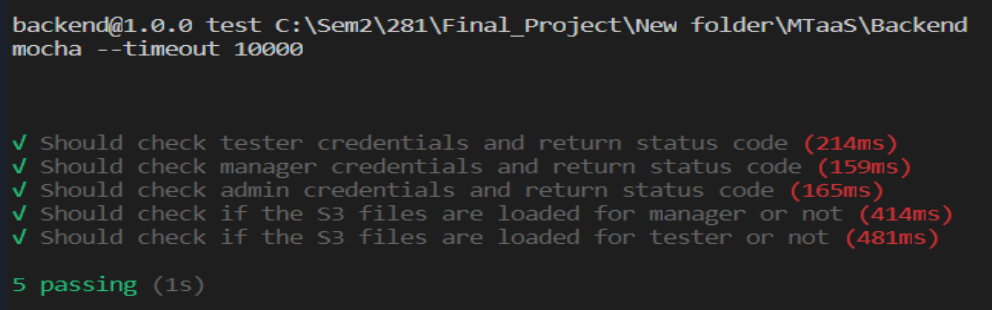 backend@1.0.0 test C:\Sem2\281\Final_Project\New folder\MTaaS\Backend
mocha --timeout 10000
√ Should check tester credentials and return status code (214ms)
√ Should check manager credentials and return status code (159ms)
√ Should check admin credentials and return status code (165ms)
√ Should check if the S3 files are loaded for manager or not (414ms)
√ Should check if the S3 files are loaded for tester or not (481ms)
5 passing (1s)